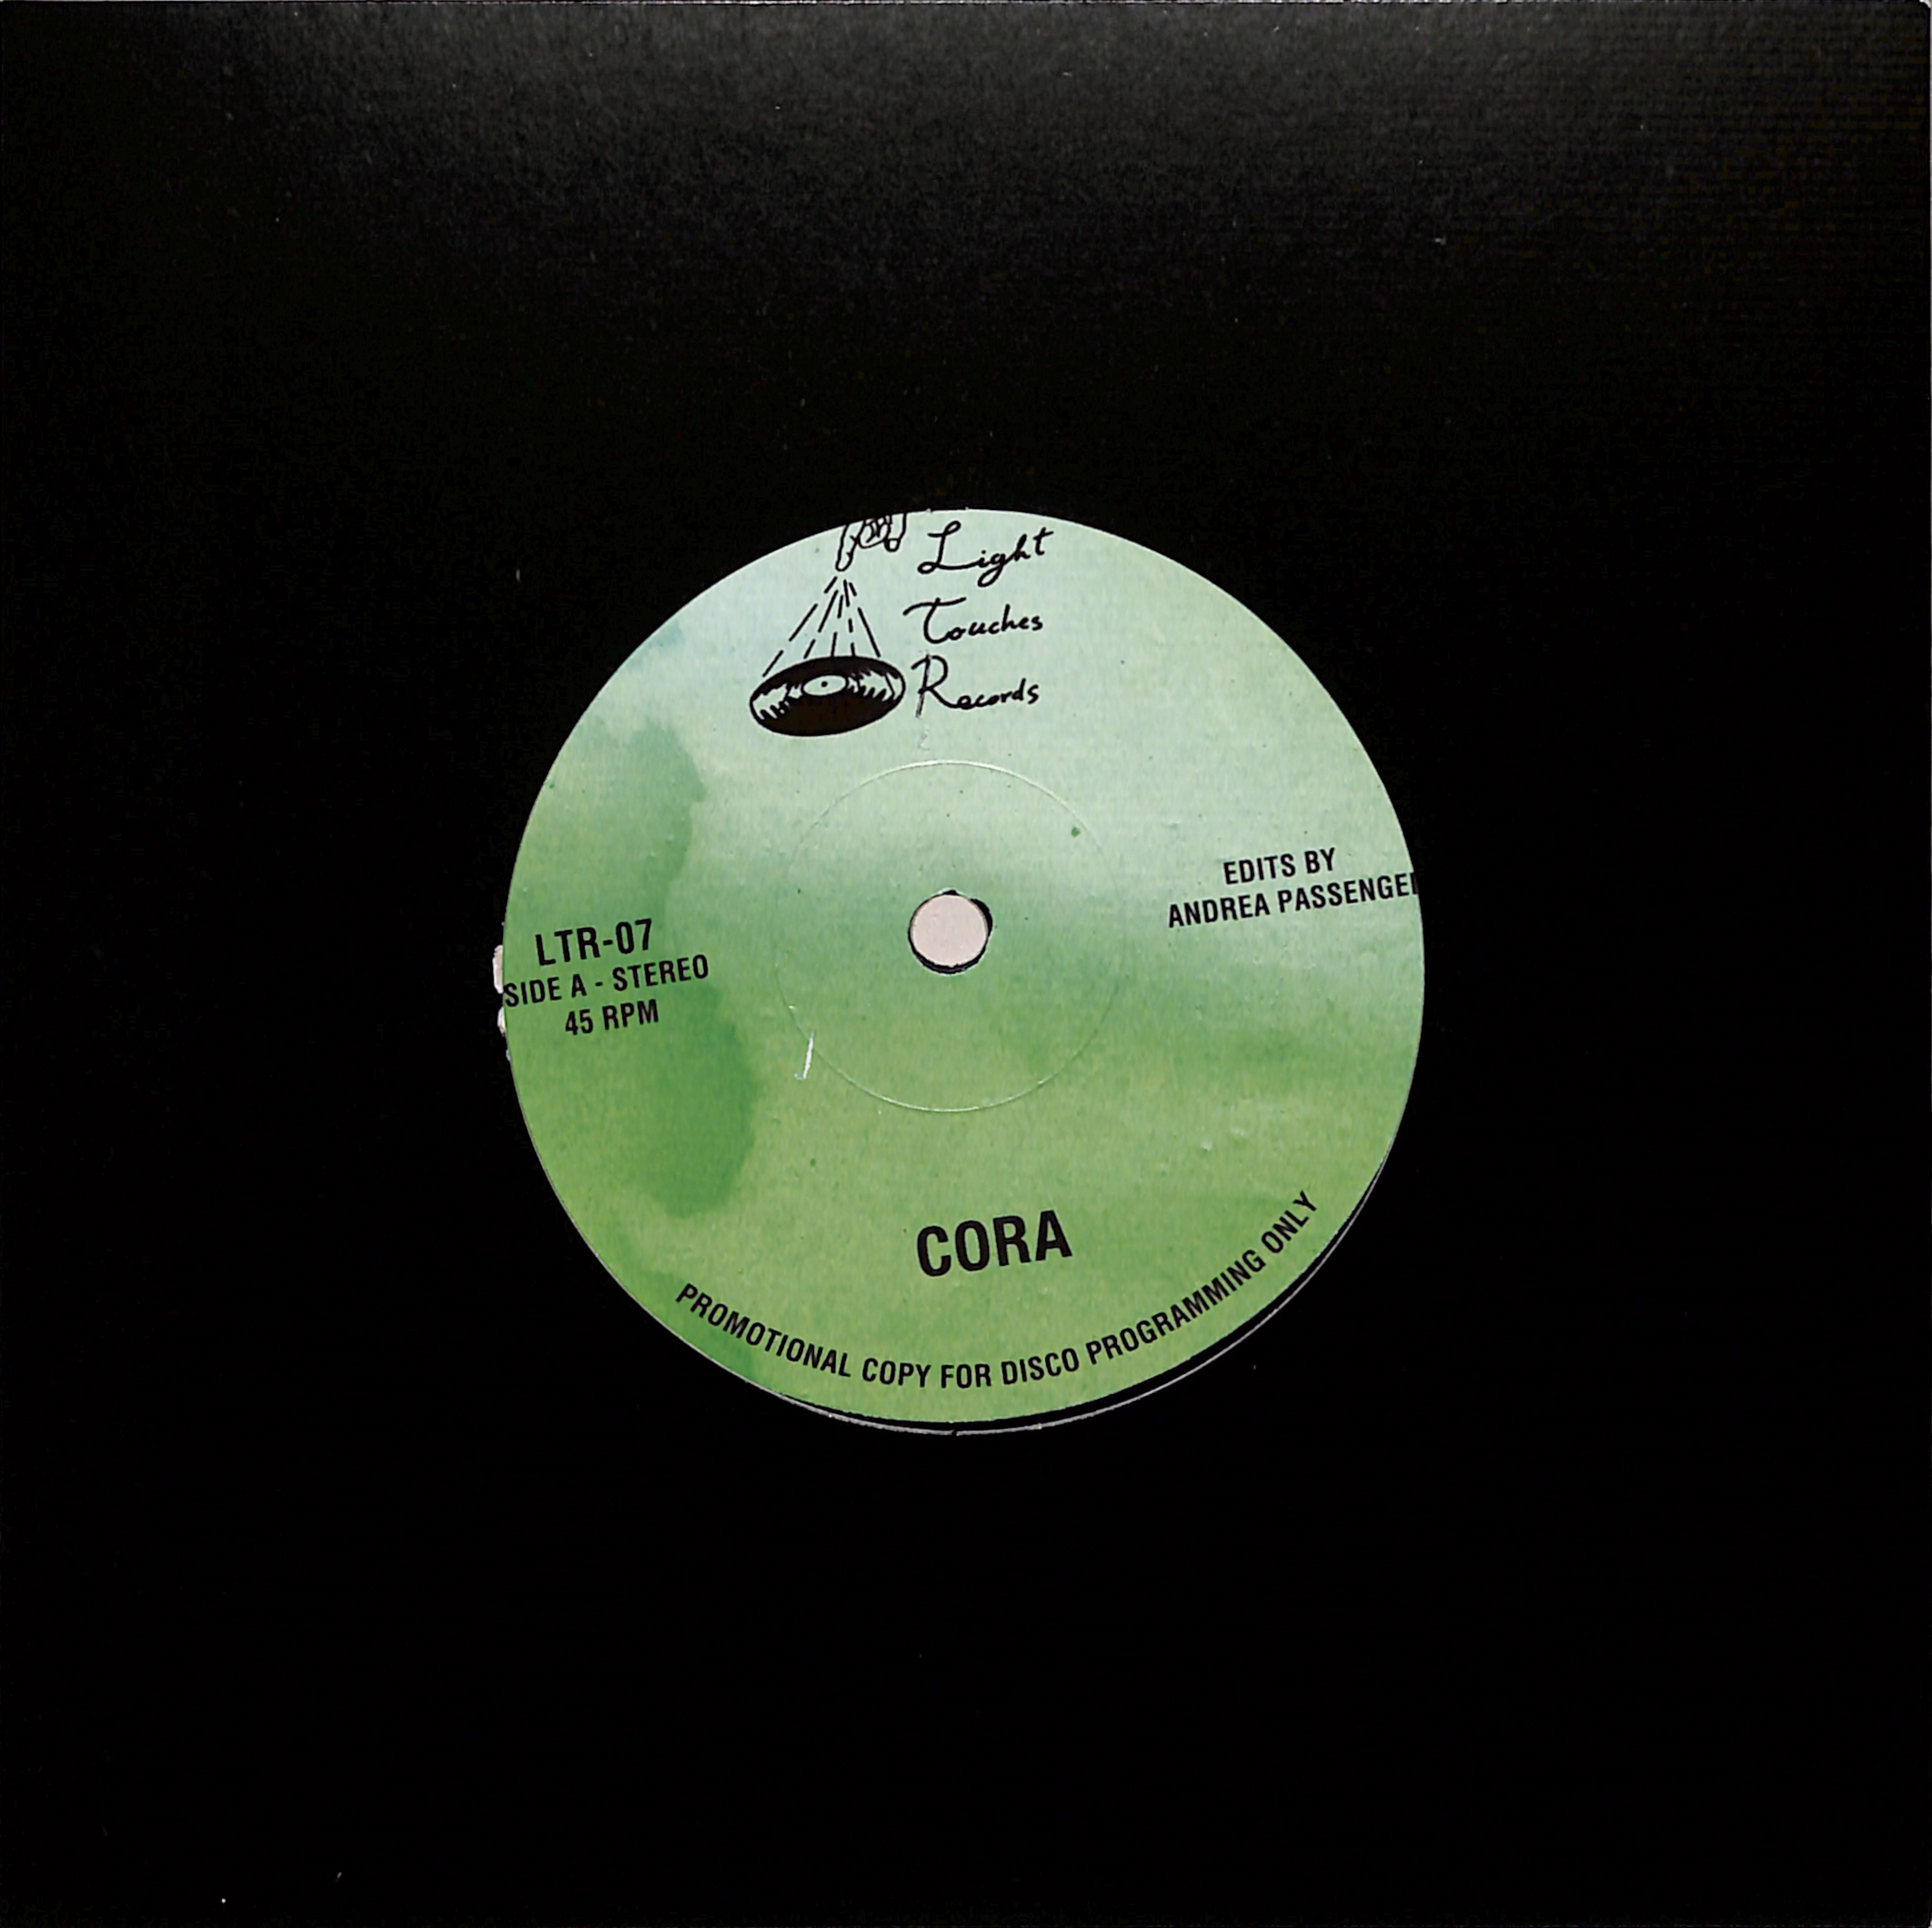 Light
Touches
Records
EDITS BY
ANDREA PASSENGE
LTR-07
SIDE A - STEREO
45 RPM
CORA
PROMOTIONAL COPY FOR DISCO PROGRAMMING ONLY